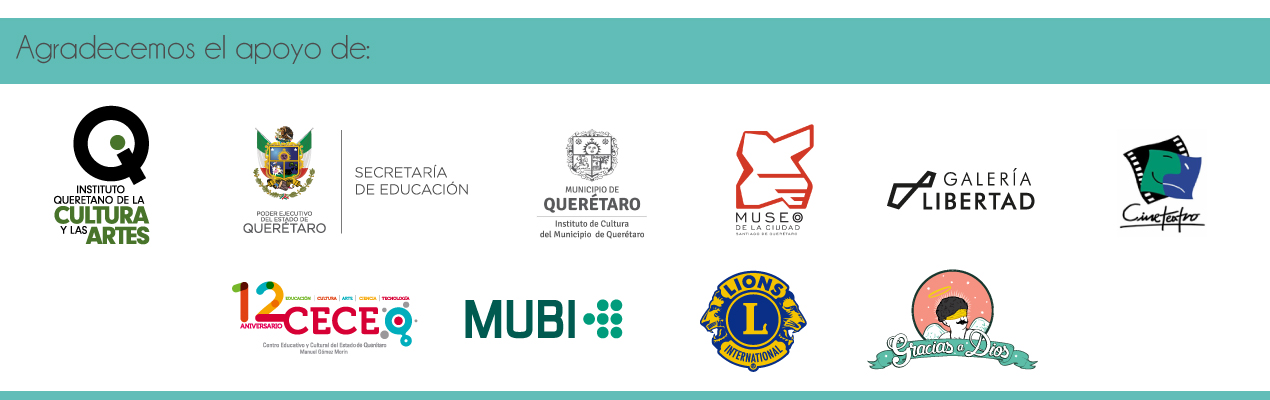 Agradecemos el apoyo de:
Q
INSTITUTO
QUERETANO DE LA
CULTURA
Y LAS ARTES
PODER EJECUTIVO
DEL ESTADO DE
QUERÉTARO
SECRETARÍA
DE EDUCACIÓN
MUNICIPIO DE
QUERÉTARO
Instituto de Cultura
del Municipio de Querétaro
MUSEO
DE LA CIUDAD
SANTIAGO DE QUERÉTARO
GALERÍA
LIBERTAD
Cineteatro
12
ANIVERSARIO
EDUCACIÓN | CULTURA | ARTE | CIENCIA | TECNOLOGÍA
CECEQ
Centro Educativo y Cultural del Estado de Querétaro
Manuel Gómez Morín
MUBI
LIONS
L
INTERNATIONAL
Gracias a Dios